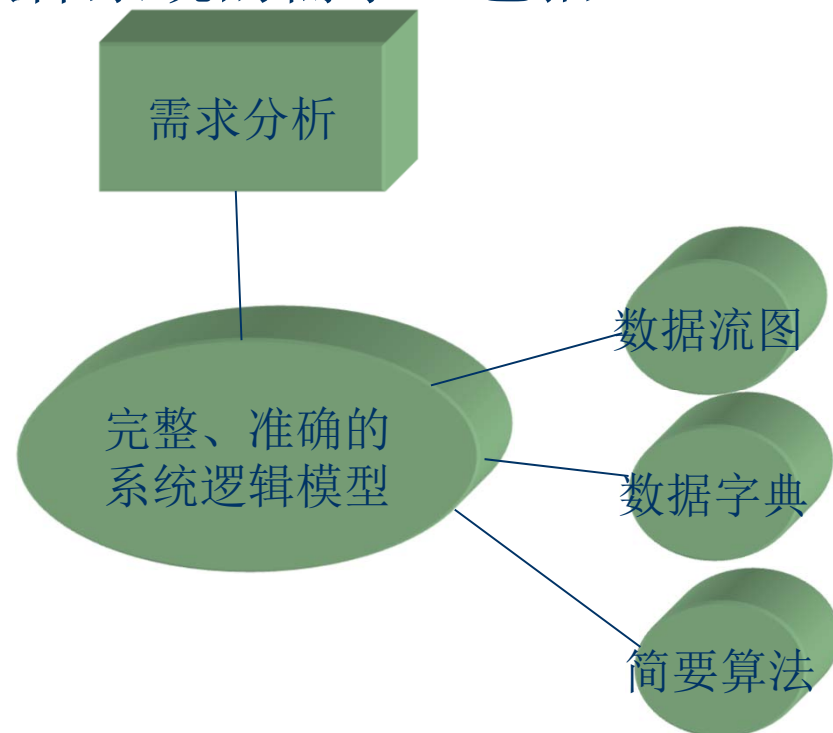 需求分析
完整、准确的
系统逻辑模型
数据流图
数据字典
简要算法